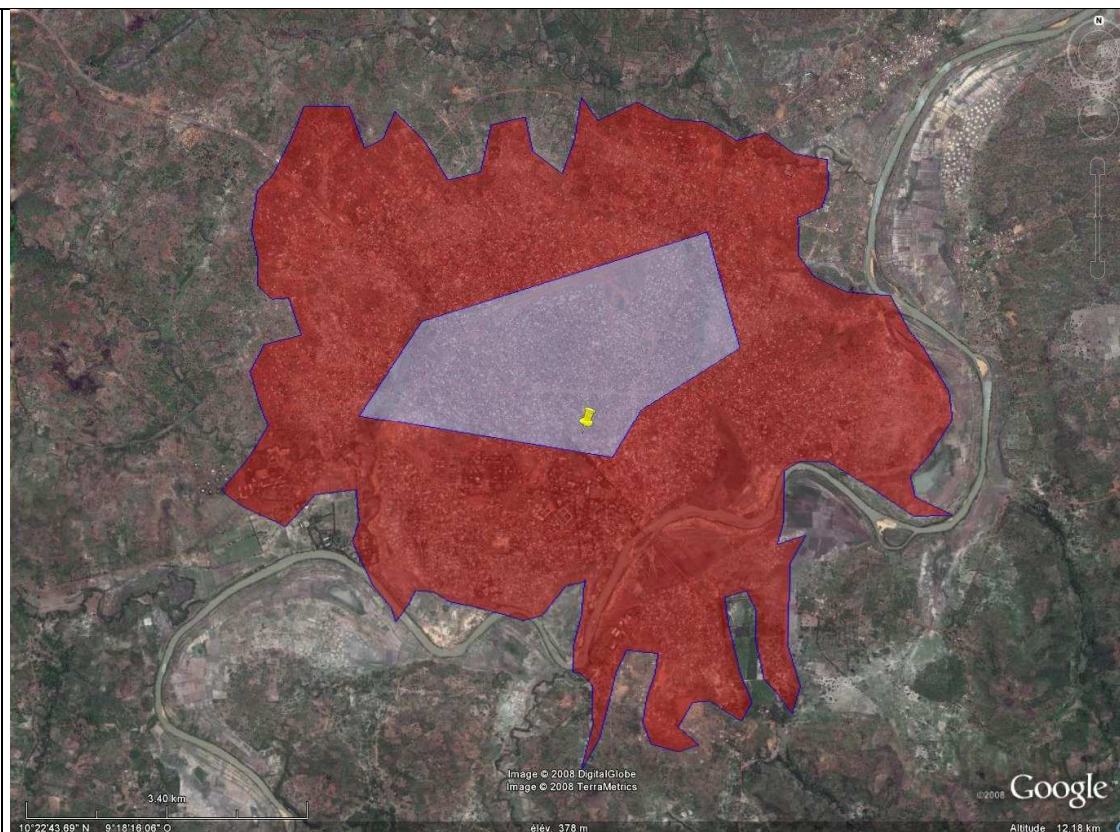 N
Image © 2008 DigitalGlobe
Image © 2008 TerraMetrics
©2008 Google
3.40 km
10°22'43.69" N 9°18'16.06" O
élév. 378 m
Altitude 12.18 km